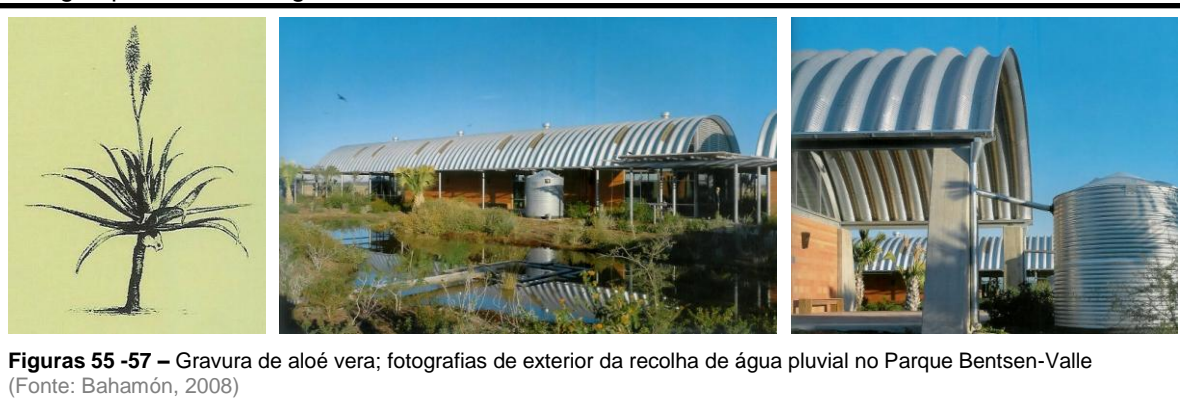 Figuras 55 -57 – Gravura de aloé vera; fotografias de exterior da recolha de água pluvial no Parque Bentsen-Valle
(Fonte: Bahamón, 2008)